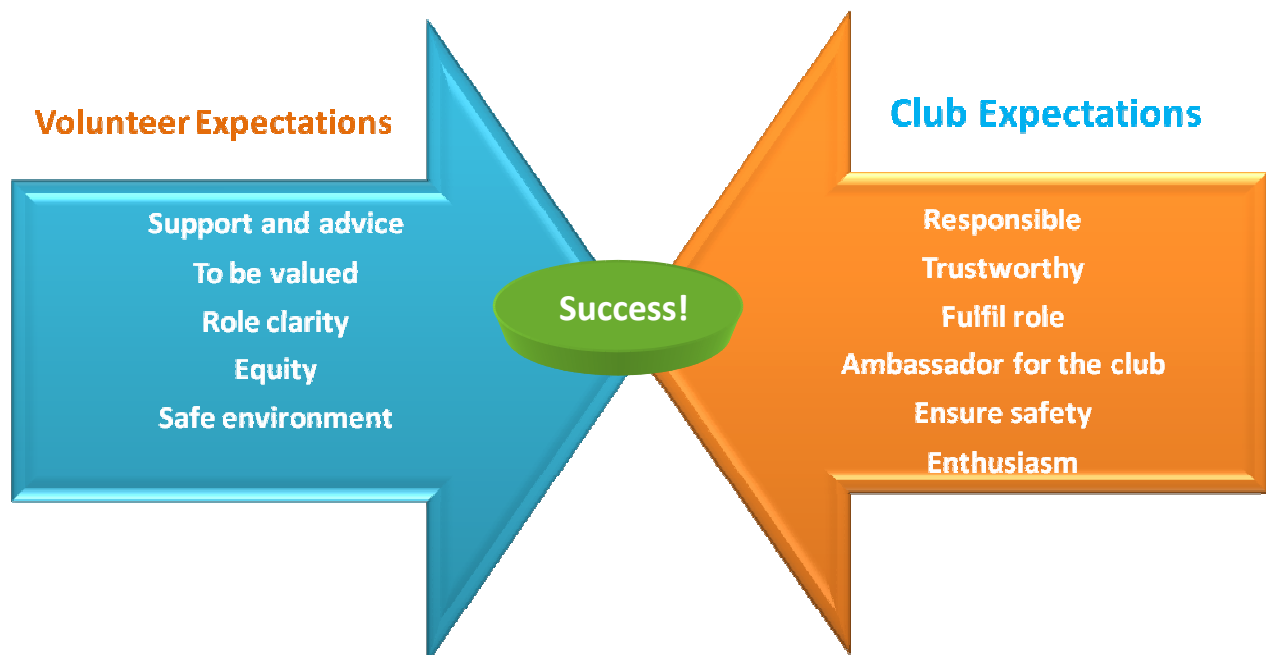 Volunteer Expectations
Support and advice
To be valued
Role clarity
Equity
Safe environment
Success!
Club Expectations
Responsible
Trustworthy
Fulfil role
Ambassador for the club
Ensure safety
Enthusiasm